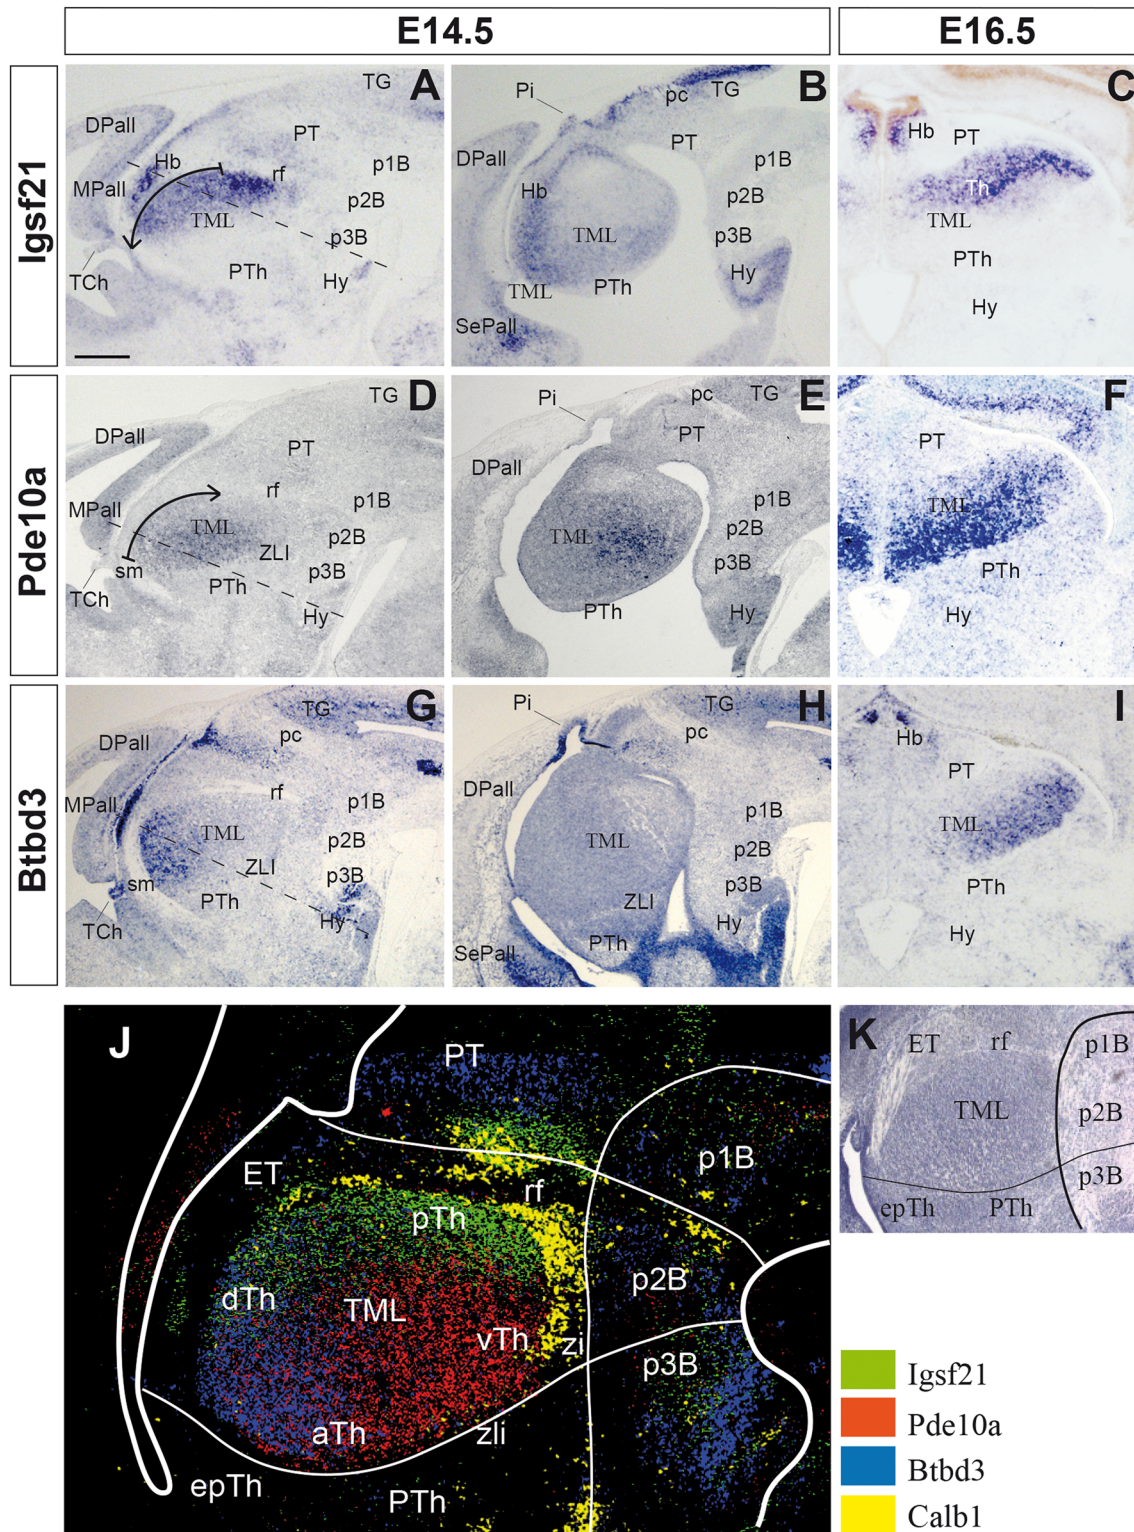 E14.5
E16.5
Igsf21
A
TG
DPall
PT
Hb
rf
p1B
MPall
p2B
TML
p3B
TCh
PTh
Hy
B
Pi
pc
TG
PT
DPall
p1B
Hb
p2B
TML
p3B
Hy
TML
PTh
SePall
C
Hb
PT
Th
TML
PTh
Hy
Pde10a
D
TG
DPall
PT
rf
MPall
p1B
TML
p2B
ZLI
sm
p3B
PTh
TCh
Hy
E
Pi
pc
TG
PT
DPall
p1B
TML
p2B
p3B
PTh
Hy
F
PT
TML
PTh
Hy
Btbd3
G
TG
DPall
pc
rf
MPall
p1B
TML
p2B
ZLI
sm
p3B
PTh
Hy
TCh
H
Pi
TG
pc
DPall
p1B
TML
p2B
p3B
ZLI
Hy
PTh
SePall
I
Hb
PT
TML
PTh
Hy
J
PT
p1B
ET
rf
pTh
p2B
dTh
TML
vTh
zi
p3B
aTh
zli
epTh
PTh
K
ET
rf
p1B
TML
p2B
p3B
epTh
PTh
Igsf21
Pde10a
Btbd3
Calb1